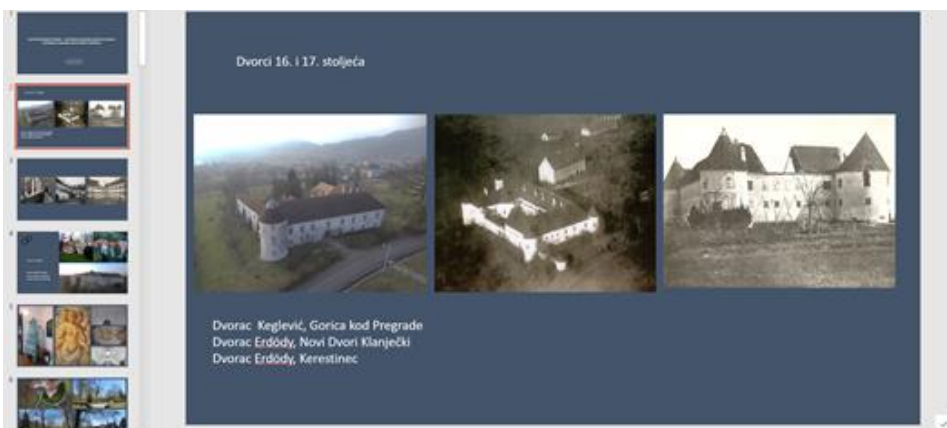 Dvorci 16. i 17. stoljeća
Dvorac Keglević, Gorica kod Pregrade
Dvorac Erdödy, Novi Dvori Klanječki
Dvorac Erdödy, Kerestinec